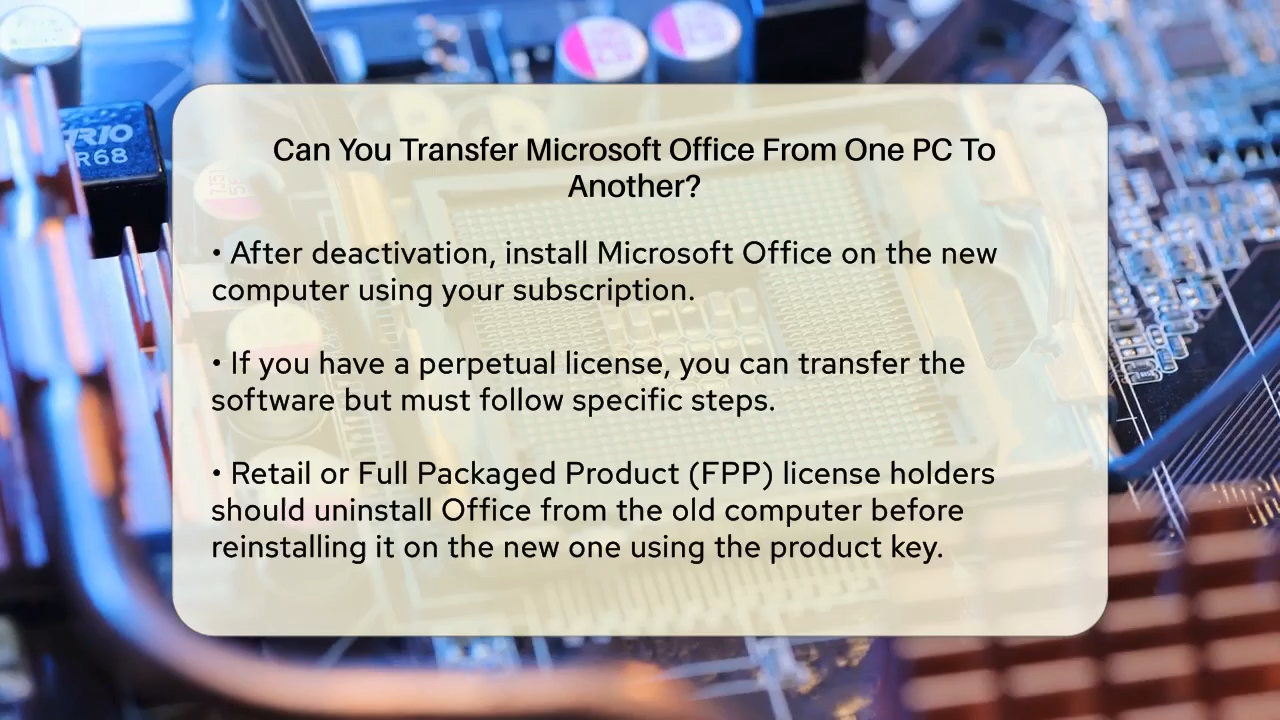 Can You Transfer Microsoft Office From One PC To
Another?
• After deactivation, install Microsoft Office on the new
computer using your subscription.
• If you have a perpetual license, you can transfer the
software but must follow specific steps.
• Retail or Full Packaged Product (FPP) license holders
should uninstall Office from the old computer before
reinstalling it on the new one using the product key.
R68